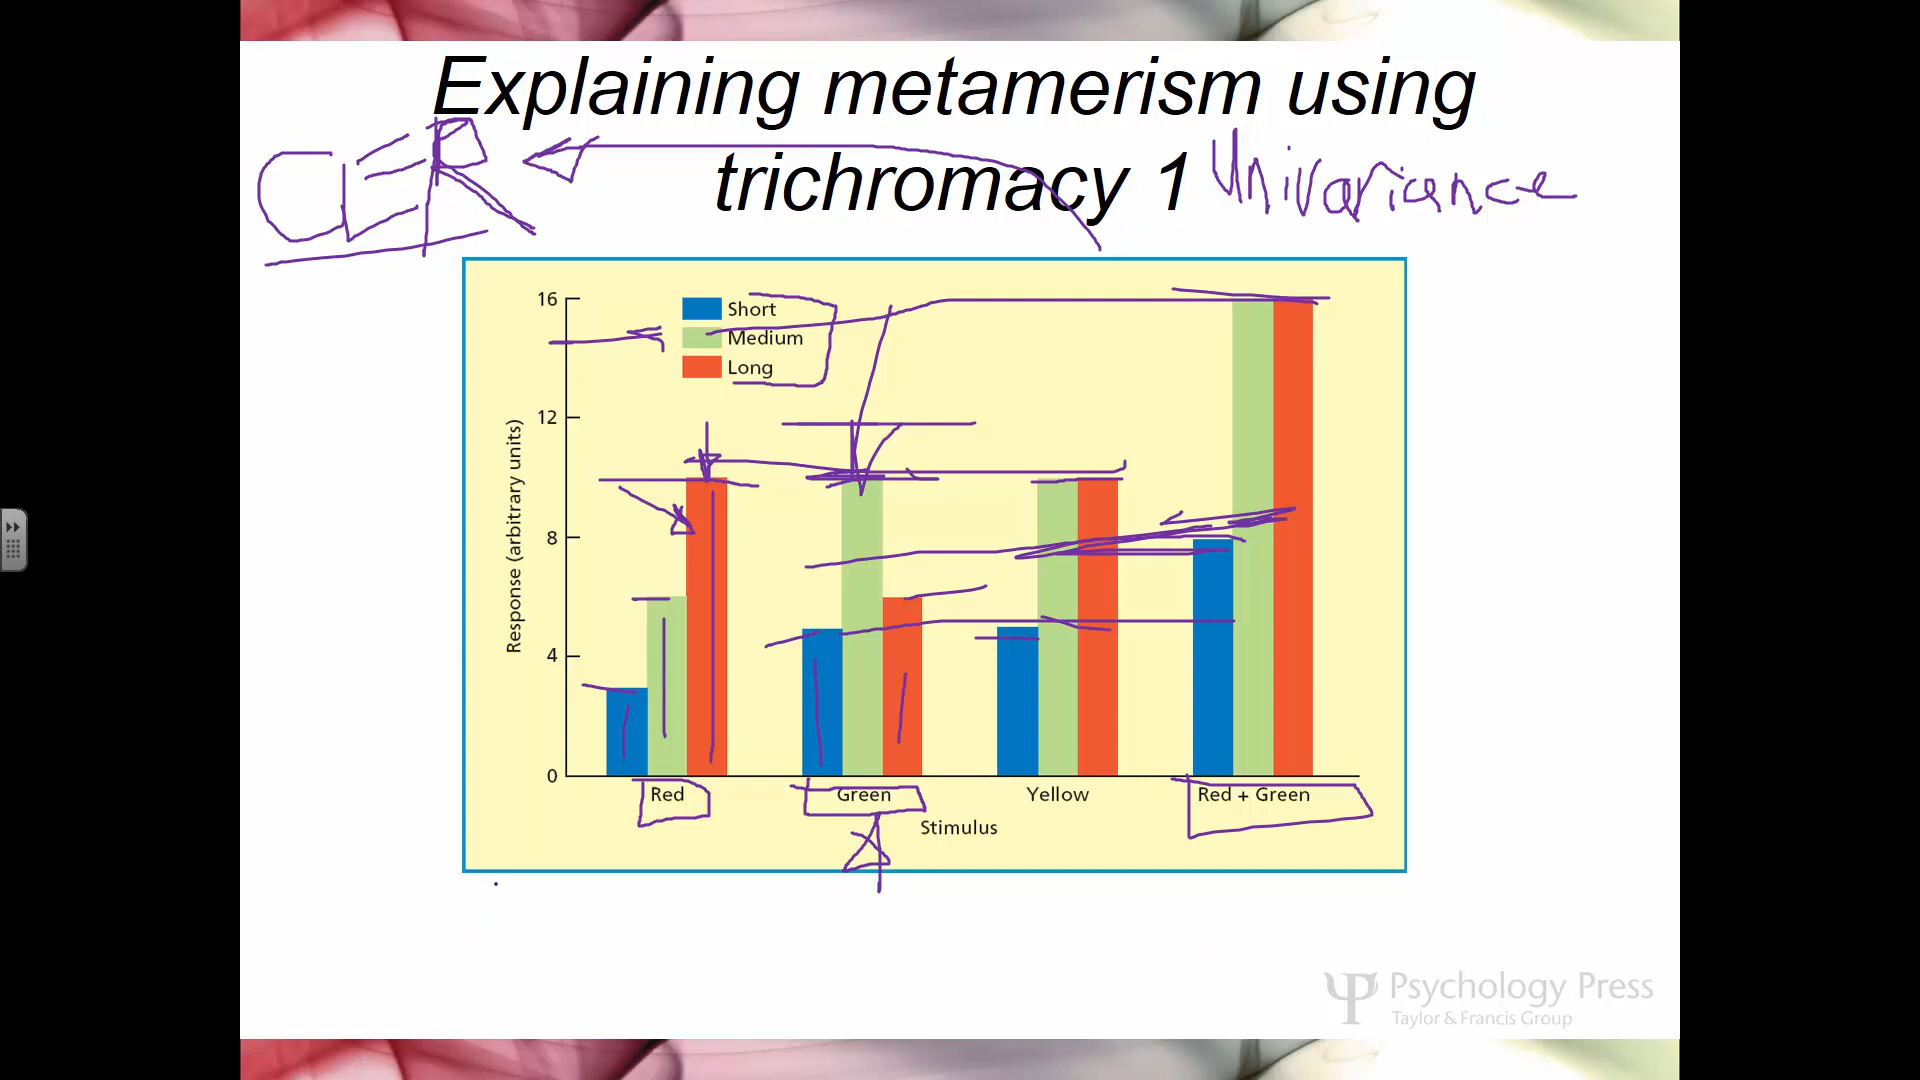 Explaining metamerism using
trichromacy 1
Univariance
CER
16
12
8
4
0
Response (arbitrary units)
Short
Medium
Long
Red
Green
Yellow
Red + Green
Stimulus
Psychology Press
Taylor & Francis Group